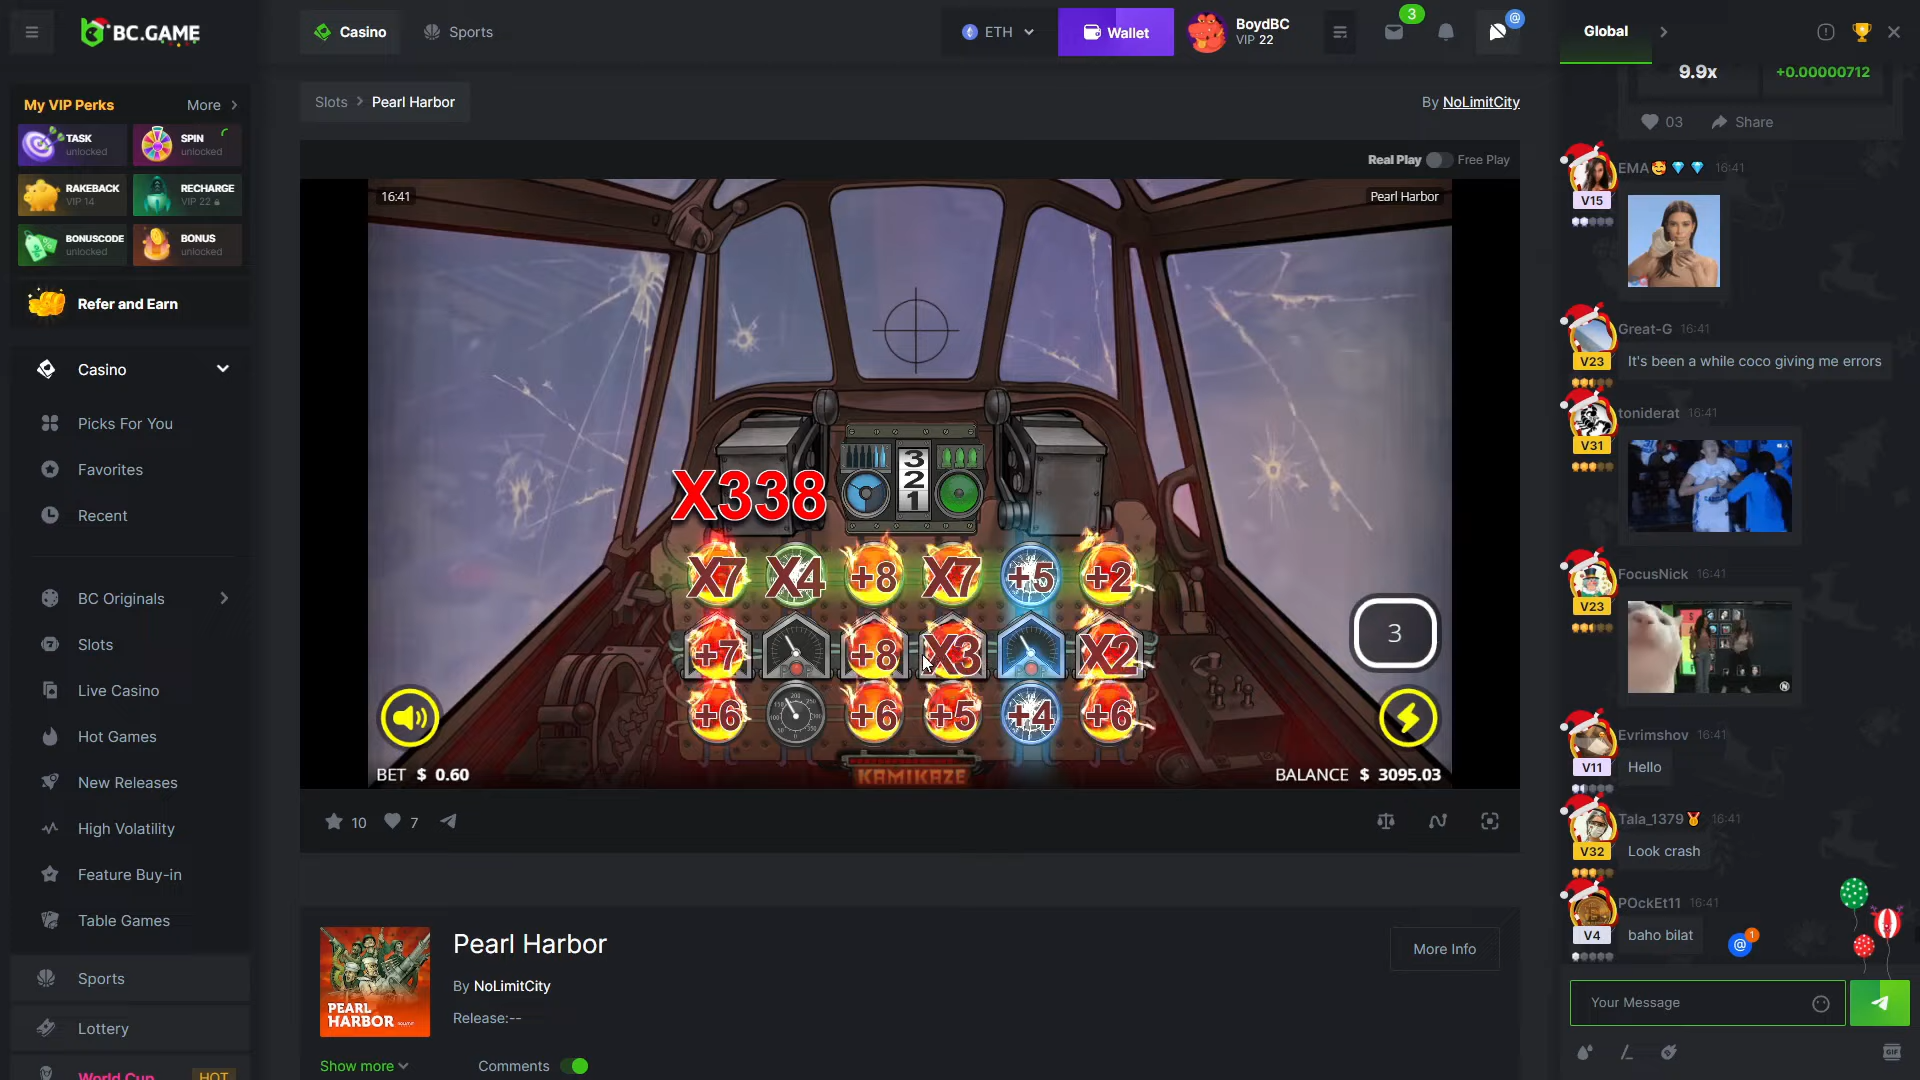 BC.GAME
Casino
Sports
ETH
Wallet
BoydBC
VIP 22
3
@
Global
My VIP Perks
More
TASK
unlocked
SPIN
unlocked
RAKEBACK
VIP 14
RECHARGE
VIP 22
BONUSCODE
unlocked
BONUS
unlocked
Refer and Earn
Casino
Picks For You
Favorites
Recent
BC Originals
Slots
Live Casino
Hot Games
New Releases
High Volatility
Feature Buy-in
Table Games
Sports
Lottery
World Cup HOT
Slots > Pearl Harbor
By NoLimitCity
Real Play Free Play
16:41
Pearl Harbor
3
2
1
X338
X7 X4 +8 X7 +5 +2
+7 +8 X3 X2
+6 +6 +5 +4 +6
3
KAMIKAZE
BET $ 0.60
BALANCE $ 3095.03
10 7
PEARL
HARBOR
Pearl Harbor
By NoLimitCity
Release:--
More Info
Show more
Comments
9.9x +0.00000712
03 Share
EMA 16:41
V15
Great-G 16:41
V23
It's been a while coco giving me errors
toniderat 16:41
V31
FocusNick 16:41
V23
Evrimshov 16:41
V11
Hello
Tala_1379 16:41
V32
Look crash
POckEt11 16:41
V4
baho bilat
@ 1
Your Message
GIF